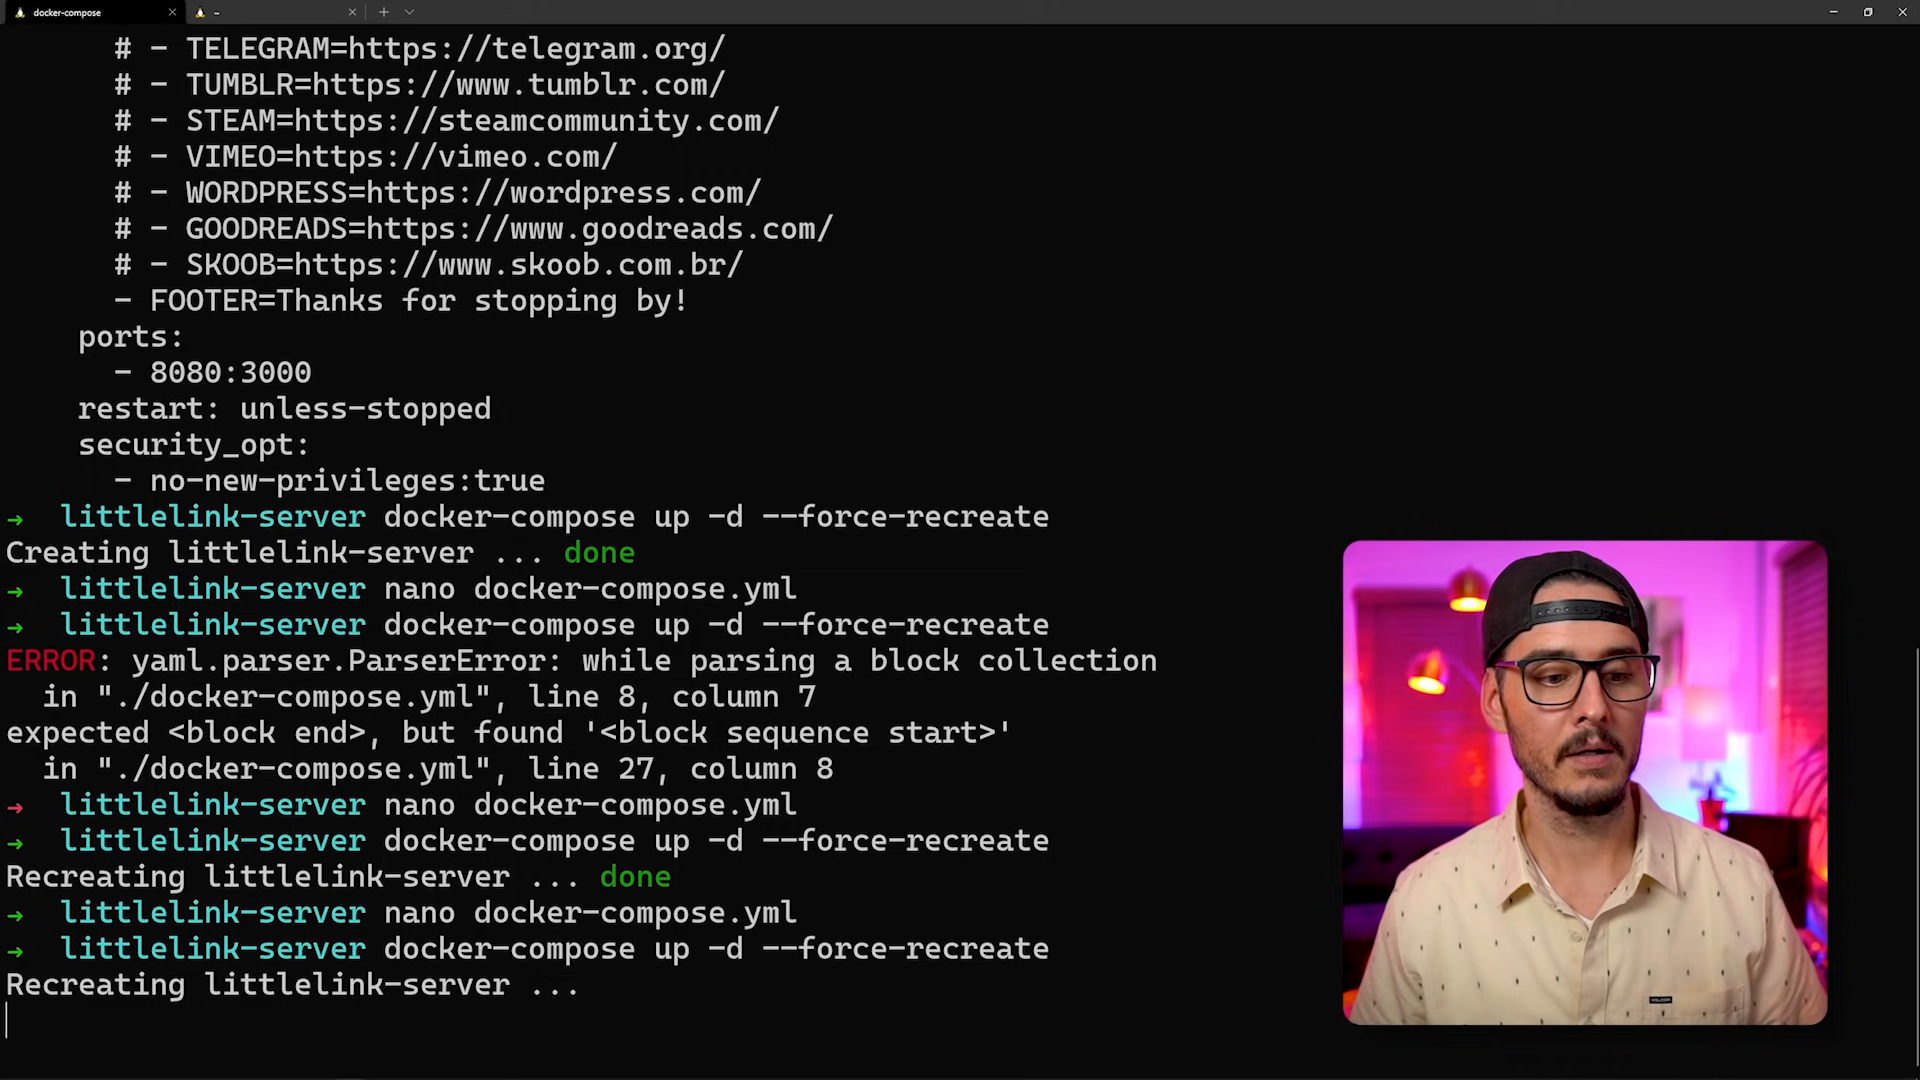 docker-compose
~
# - TELEGRAM=https://telegram.org/
# - TUMBLR=https://www.tumblr.com/
# - STEAM=https://steamcommunity.com/
# - VIMEO=https://vimeo.com/
# - WORDPRESS=https://wordpress.com/
# - GOODREADS=https://www.goodreads.com/
# - SKOOB=https://www.skoob.com.br/
- FOOTER=Thanks for stopping by!
ports:
- 8080:3000
restart: unless-stopped
security_opt:
- no-new-privileges:true
→ littlelink-server docker-compose up -d --force-recreate
Creating littlelink-server ... done
→ littlelink-server nano docker-compose.yml
→ littlelink-server docker-compose up -d --force-recreate
ERROR: yaml.parser.ParserError: while parsing a block collection
in "./docker-compose.yml", line 8, column 7
expected <block end>, but found '<block sequence start>'
in "./docker-compose.yml", line 27, column 8
→ littlelink-server nano docker-compose.yml
→ littlelink-server docker-compose up -d --force-recreate
Recreating littlelink-server ... done
→ littlelink-server nano docker-compose.yml
→ littlelink-server docker-compose up -d --force-recreate
Recreating littlelink-server ...